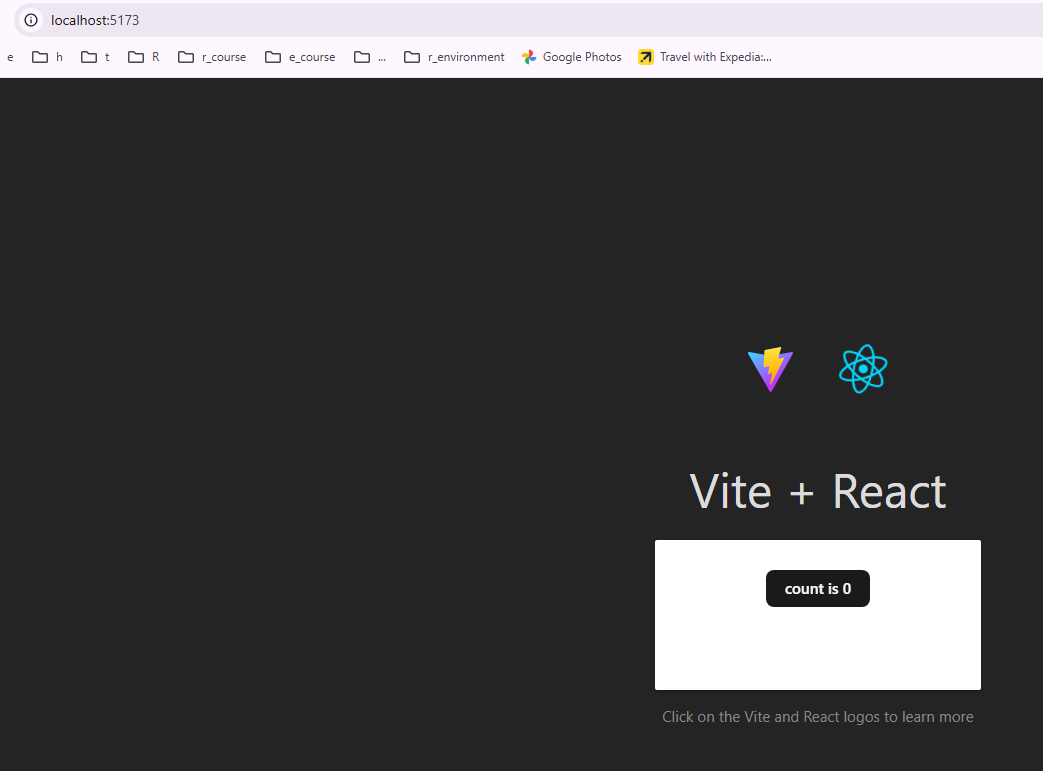 localhost:5173
e h t R r_course e_course ... r_environment Google Photos Travel with Expedia:...
Vite + React
count is 0
Click on the Vite and React logos to learn more